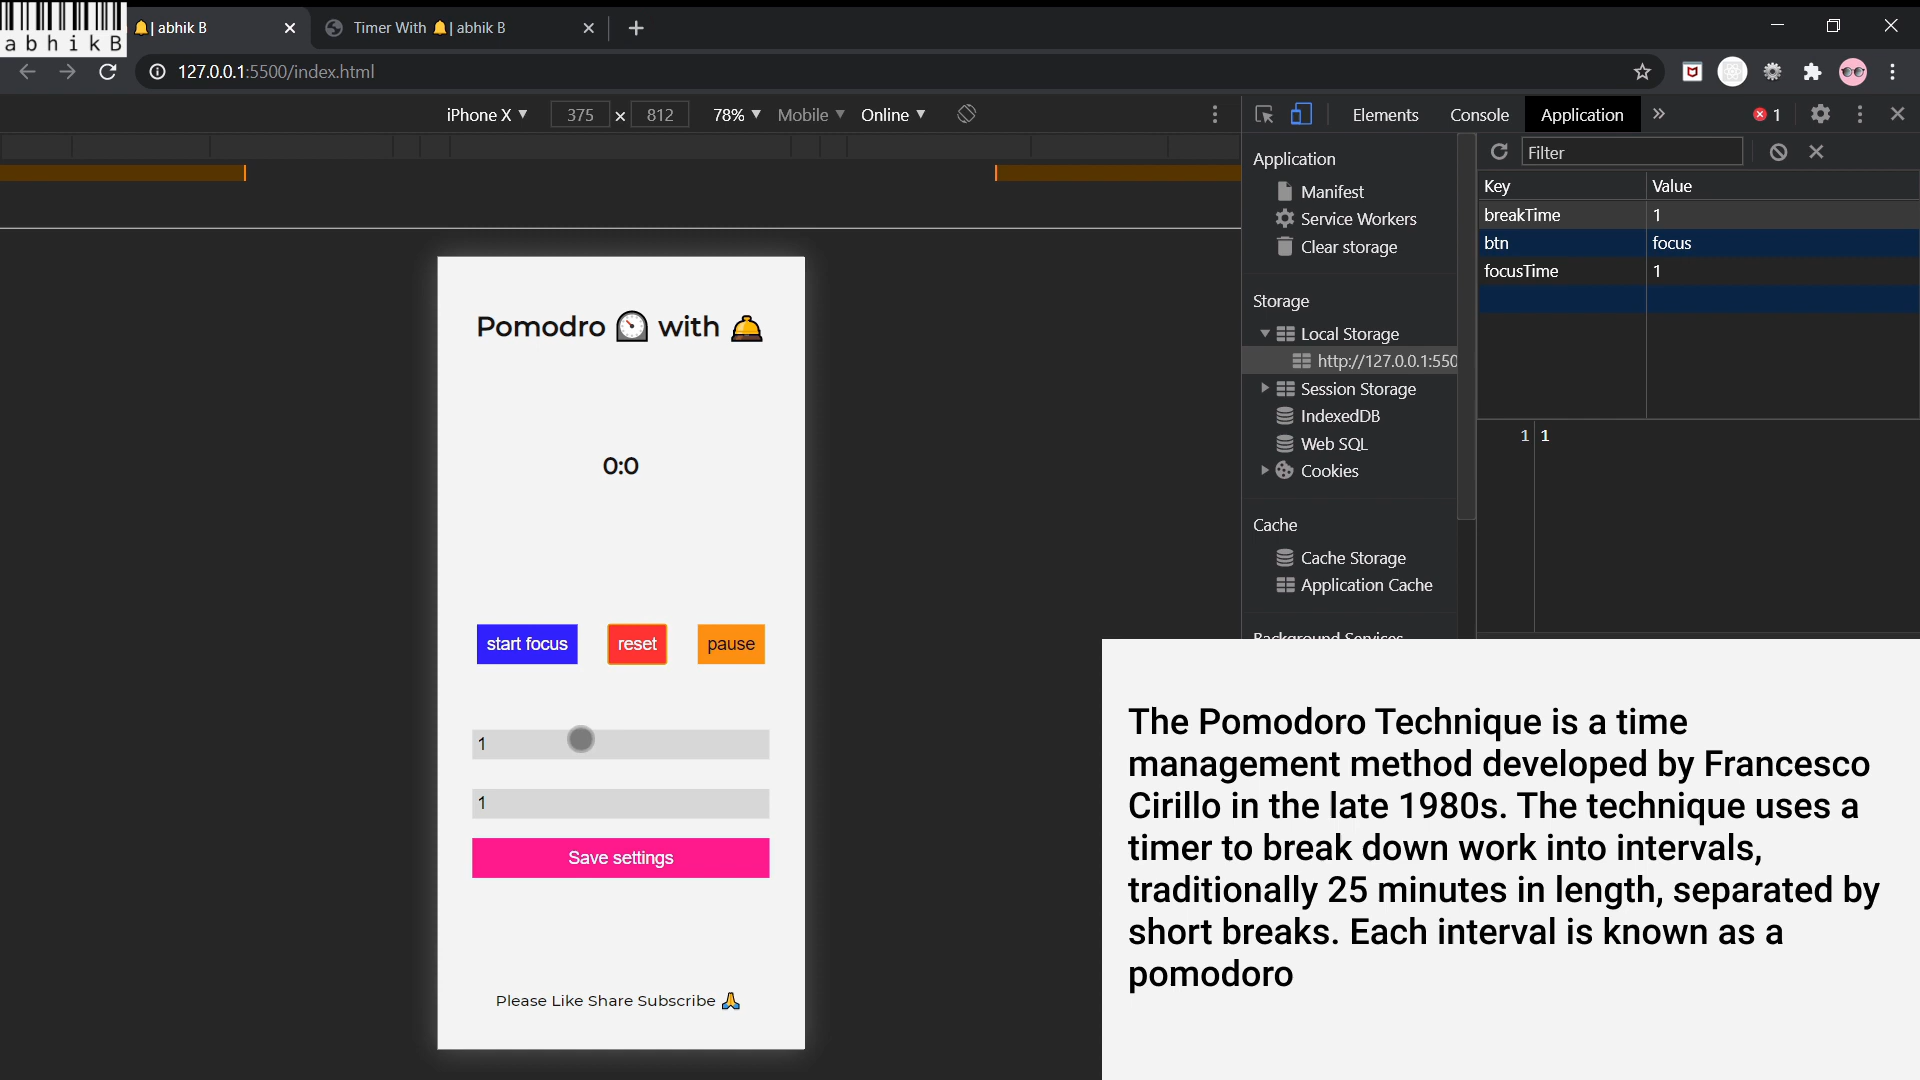 abhikB
🔔| abhik B
Timer With 🔔| abhik B
127.0.0.1:5500/index.html
iPhone X
375 × 812
78%
Mobile
Online
Elements
Console
Application
1
Application
Manifest
Service Workers
Clear storage
Storage
Local Storage
http://127.0.0.1:550
Session Storage
IndexedDB
Web SQL
Cookies
Cache
Cache Storage
Application Cache
Background Services
Filter
Key Value
breakTime 1
btn focus
focusTime 1
1 1
Pomodro ⏲ with 🛎
0:0
start focus
reset
pause
1
1
Save settings
Please Like Share Subscribe 🙏
The Pomodoro Technique is a time
management method developed by Francesco
Cirillo in the late 1980s. The technique uses a
timer to break down work into intervals,
traditionally 25 minutes in length, separated by
short breaks. Each interval is known as a
pomodoro